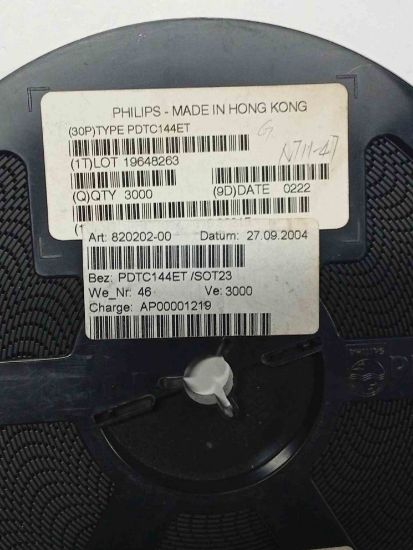 PHILIPS - MADE IN HONG KONG
(30P)TYPE PDTC144ET
G
(1T)LOT 19648263
N711-47
(Q)QTY 3000 (9D)DATE 0222
Art: 820202-00 Datum: 27.09.2004
Bez: PDTC144ET /SOT23
We_Nr: 46 Ve: 3000
Charge: AP00001219
PHILIPS